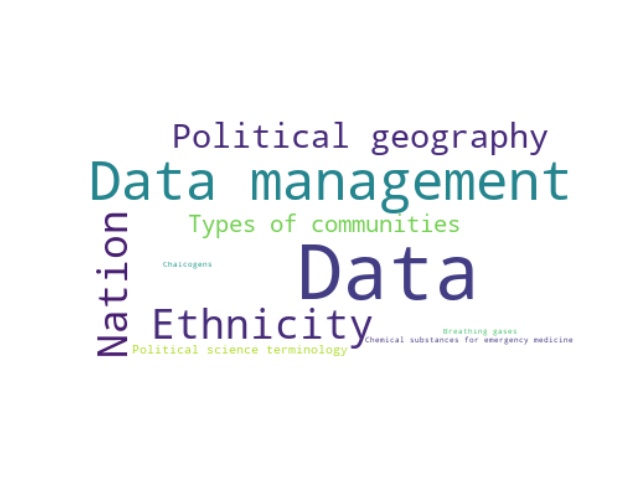 Political geography
Data management
Types of communities
Nation
Chalcogens
Data
Ethnicity
Breathing gases
Chemical substances for emergency medicine
Political science terminology